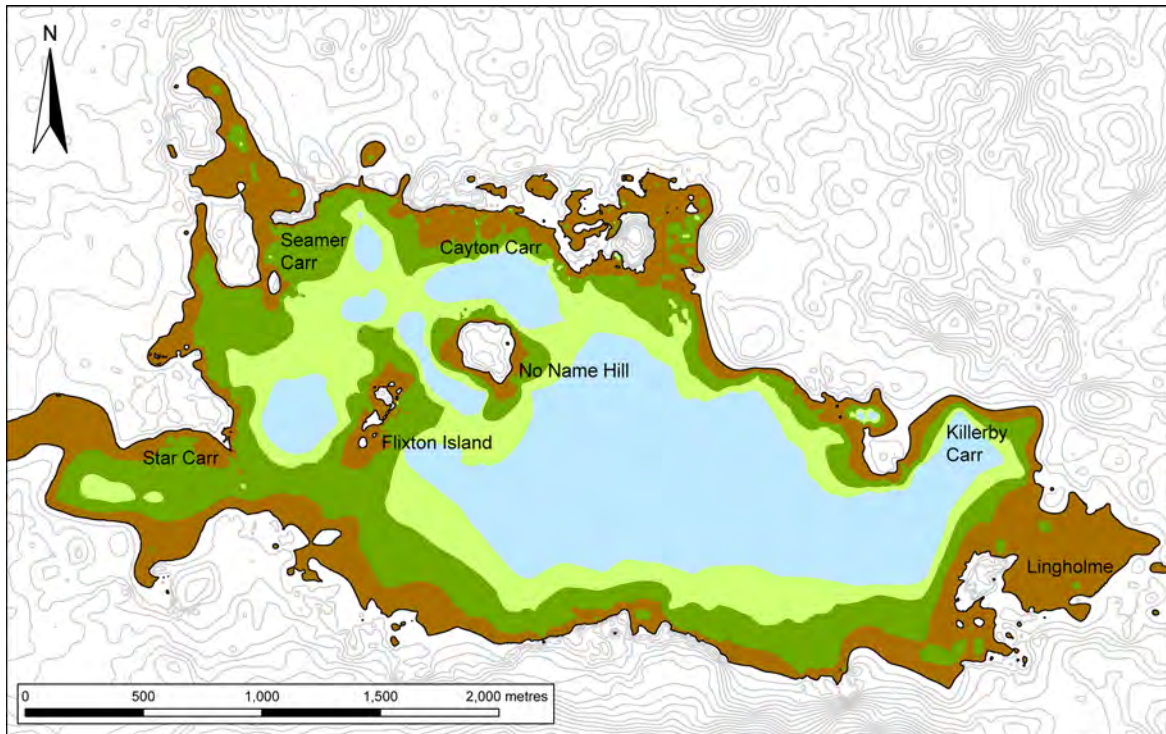 N
Seamer
Carr
Cayton Carr
No Name Hill
Flixton Island
Star Carr
Killerby
Carr
Lingholme
0 500 1,000 1,500 2,000 metres